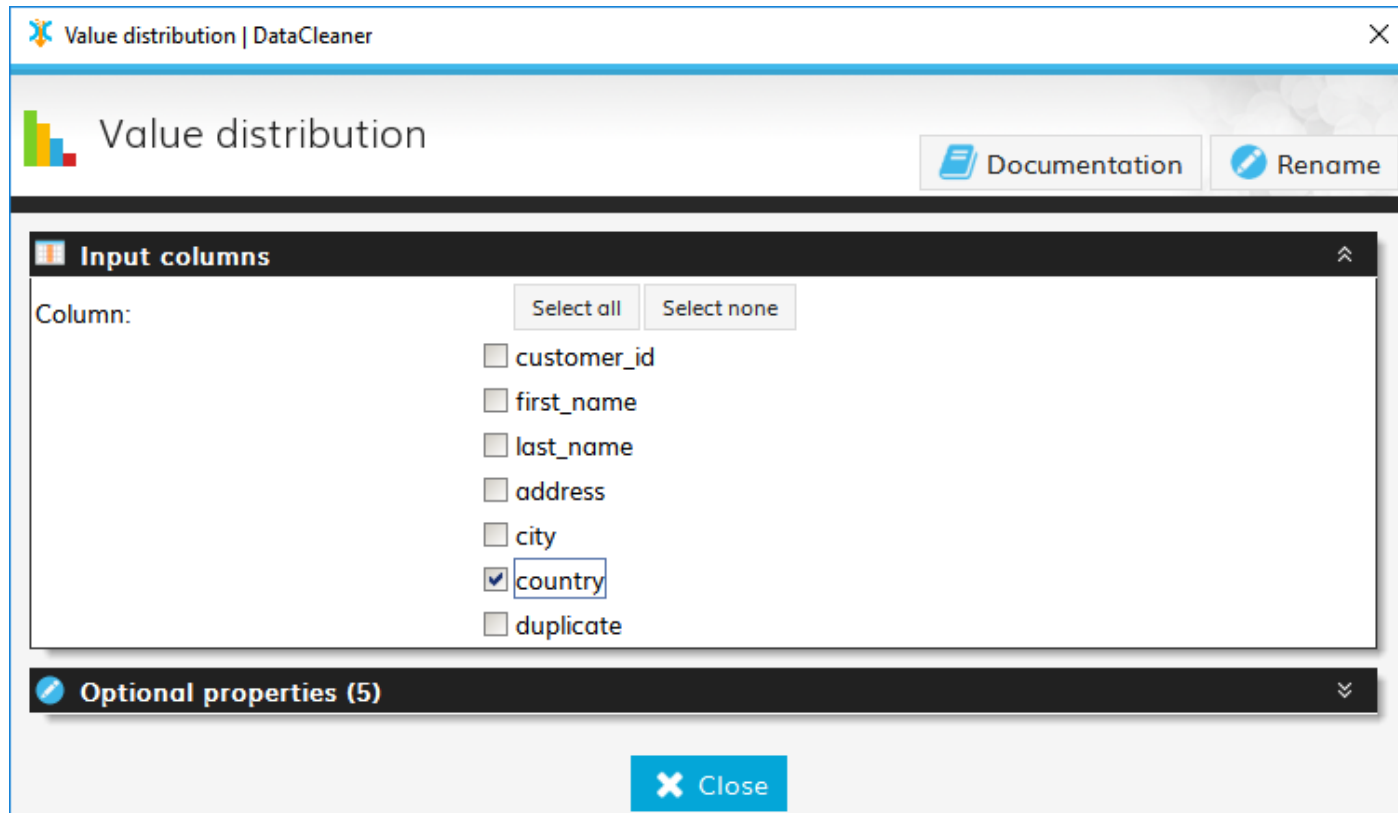 Value distribution | DataCleaner
Value distribution
Documentation
Rename
Input columns
Column:
Select all
Select none
customer_id
first_name
last_name
address
city
country
duplicate
Optional properties (5)
Close